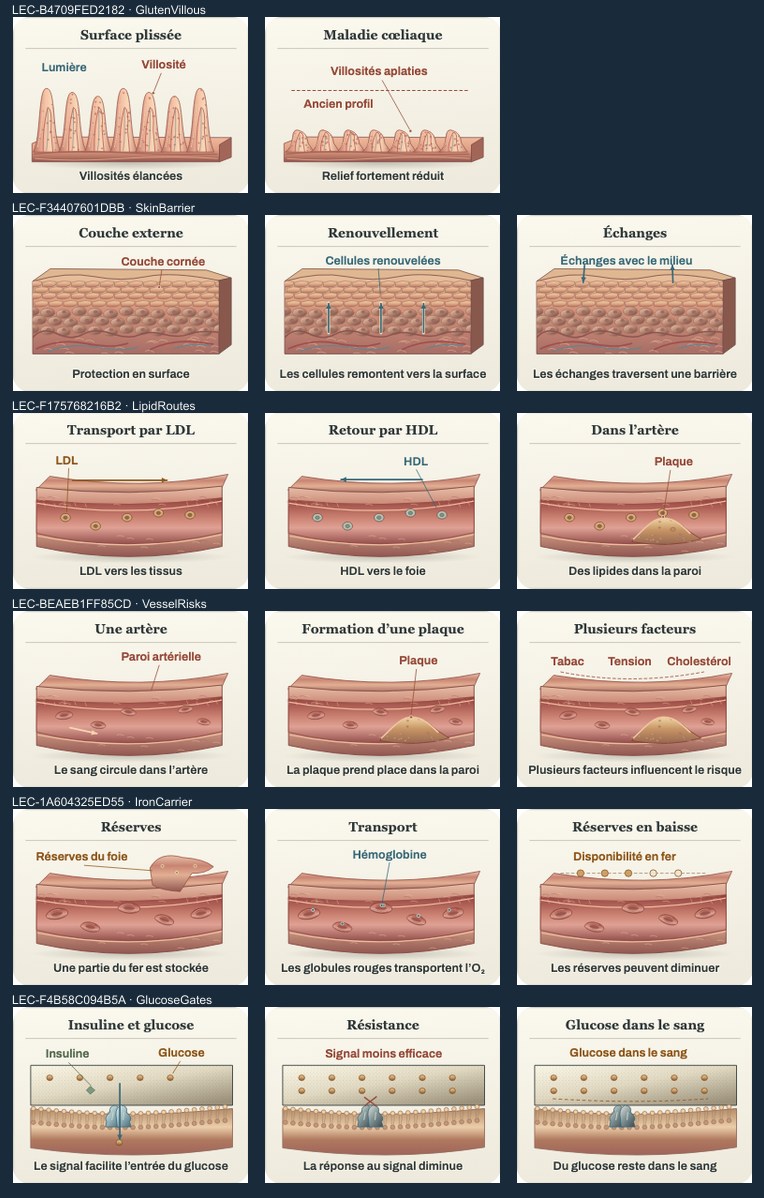 LEC-B4709FED2182 · GlutenVillous
Surface plissée
Lumière
Villosité
Villosités élancées
Maladie cœliaque
Villosités aplaties
Ancien profil
Relief fortement réduit
LEC-F34407601DBB · SkinBarrier
Couche externe
Couche cornée
Protection en surface
Renouvellement
Cellules renouvelées
Les cellules remontent vers la surface
Échanges
Échanges avec le milieu
Les échanges traversent une barrière
LEC-F175768216B2 · LipidRoutes
Transport par LDL
LDL
LDL vers les tissus
Retour par HDL
HDL
HDL vers le foie
Dans l’artère
Plaque
Des lipides dans la paroi
LEC-BEAEB1FF85CD · VesselRisks
Une artère
Paroi artérielle
Le sang circule dans l’artère
Formation d’une plaque
Plaque
La plaque prend place dans la paroi
Plusieurs facteurs
Tabac Tension Cholestérol
Plusieurs facteurs influencent le risque
LEC-1A604325ED55 · IronCarrier
Réserves
Réserves du foie
Une partie du fer est stockée
Transport
Hémoglobine
Les globules rouges transportent l’O₂
Réserves en baisse
Disponibilité en fer
Les réserves peuvent diminuer
LEC-F4B58C094B5A · GlucoseGates
Insuline et glucose
Insuline
Glucose
Le signal facilite l’entrée du glucose
Résistance
Signal moins efficace
La réponse au signal diminue
Glucose dans le sang
Glucose dans le sang
Du glucose reste dans le sang